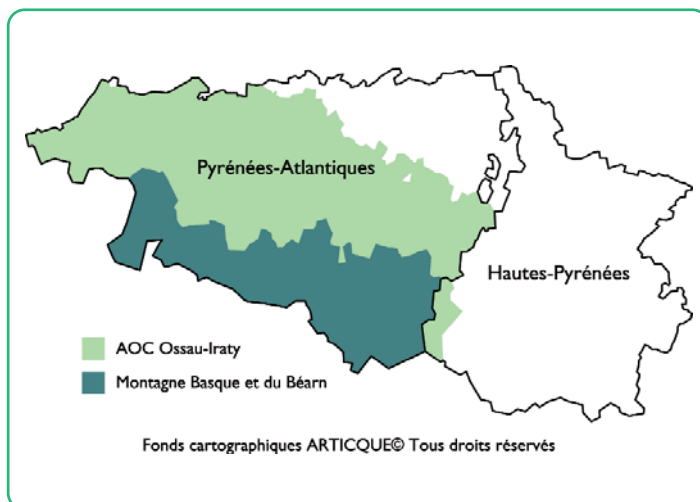 Pyrénées-Atlantiques
Hautes-Pyrénées
AOC Ossau-Iraty
Montagne Basque et du Béarn
Fonds cartographiques ARTICQUE© Tous droits réservés